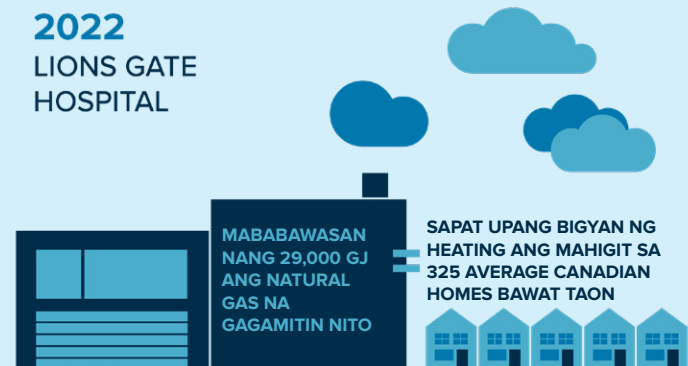 2022
LIONS GATE
HOSPITAL
MABABAWASAN
NANG 29,000 GJ
ANG NATURAL
GAS NA
GAGAMITIN NITO
=
SAPAT UPANG BIGYAN NG
HEATING ANG MAHIGIT SA
325 AVERAGE CANADIAN
HOMES BAWAT TAON